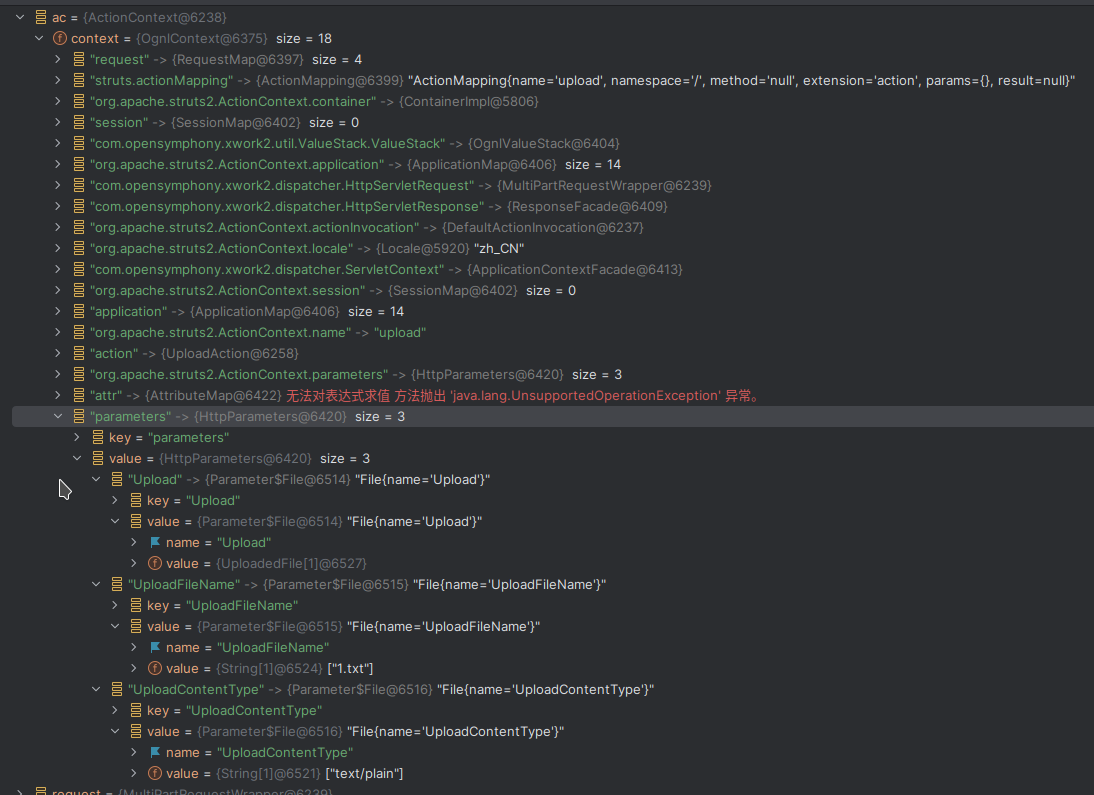 ac = {ActionContext@6238}
context = {OgnlContext@6375} size = 18
"request" -> {RequestMap@6397} size = 4
"struts.actionMapping" -> {ActionMapping@6399} "ActionMapping{name='upload', namespace='/', method='null', extension='action', params={}, result=null}"
"org.apache.struts2.ActionContext.container" -> {ContainerImpl@5806}
"session" -> {SessionMap@6402} size = 0
"com.opensymphony.xwork2.util.ValueStack.ValueStack" -> {OgnlValueStack@6404}
"org.apache.struts2.ActionContext.application" -> {ApplicationMap@6406} size = 14
"com.opensymphony.xwork2.dispatcher.HttpServletRequest" -> {MultiPartRequestWrapper@6239}
"com.opensymphony.xwork2.dispatcher.HttpServletResponse" -> {ResponseFacade@6409}
"org.apache.struts2.ActionContext.actionInvocation" -> {DefaultActionInvocation@6237}
"org.apache.struts2.ActionContext.locale" -> {Locale@5920} "zh_CN"
"com.opensymphony.xwork2.dispatcher.ServletContext" -> {ApplicationContextFacade@6413}
"org.apache.struts2.ActionContext.session" -> {SessionMap@6402} size = 0
"application" -> {ApplicationMap@6406} size = 14
"org.apache.struts2.ActionContext.name" -> "upload"
"action" -> {UploadAction@6258}
"org.apache.struts2.ActionContext.parameters" -> {HttpParameters@6420} size = 3
"attr" -> {AttributeMap@6422} 无法对表达式求值 方法抛出 'java.lang.UnsupportedOperationException' 异常。
"parameters" -> {HttpParameters@6420} size = 3
key = "parameters"
value = {HttpParameters@6420} size = 3
"Upload" -> {Parameter$File@6514} "File{name='Upload'}"
key = "Upload"
value = {Parameter$File@6514} "File{name='Upload'}"
name = "Upload"
value = {UploadedFile[1]@6527}
"UploadFileName" -> {Parameter$File@6515} "File{name='UploadFileName'}"
key = "UploadFileName"
value = {Parameter$File@6515} "File{name='UploadFileName'}"
name = "UploadFileName"
value = {String[1]@6524} ["1.txt"]
"UploadContentType" -> {Parameter$File@6516} "File{name='UploadContentType'}"
key = "UploadContentType"
value = {Parameter$File@6516} "File{name='UploadContentType'}"
name = "UploadContentType"
value = {String[1]@6521} ["text/plain"]
request = {MultiPartRequestWrapper@6239}